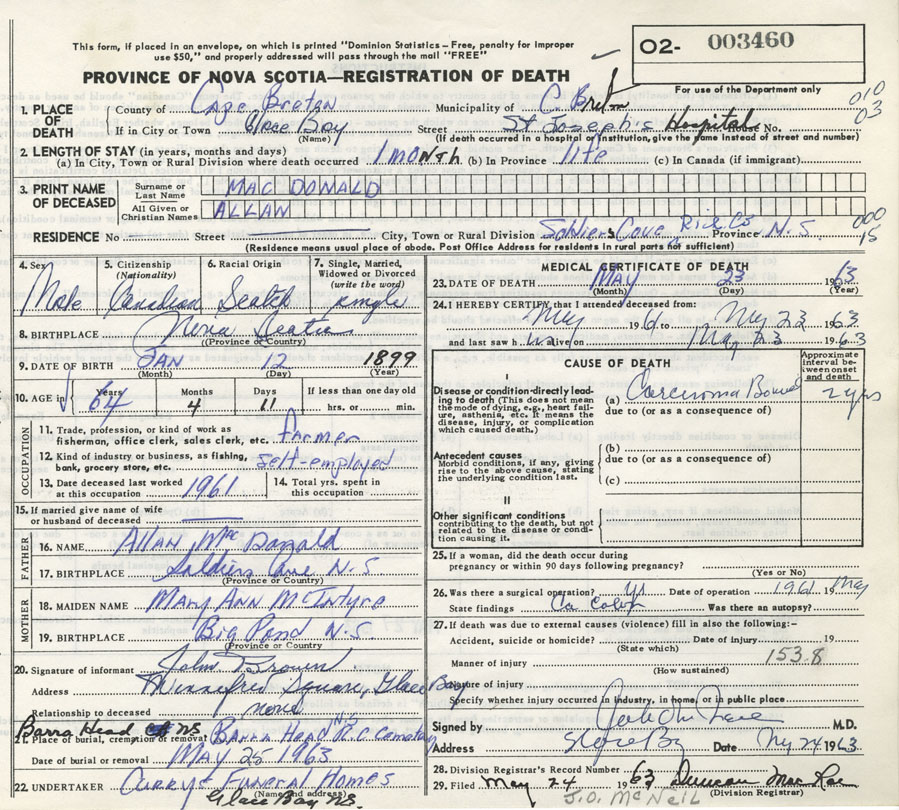 This form, if placed in an envelope, on which is printed "Dominion Statistics – Free, penalty for improper
use $50," and properly addressed will pass through the mail "FREE"
02- 003460
For use of the Department only
PROVINCE OF NOVA SCOTIA—REGISTRATION OF DEATH
010
03
1. PLACE OF DEATH
County of Cape Breton Municipality of C. Breton
If in City or Town Glace Bay Street St Joseph's Hospital House No.
(Name) (If death occurred in hospital or institution, give the name instead of street and number)
2. LENGTH OF STAY (in years, months and days)
(a) In City, Town or Rural Division where death occurred 1 month (b) In Province life (c) In Canada (if immigrant)
3. PRINT NAME OF DECEASED
Surname or Last Name MAC DONALD
All Given or Christian Names ALLAN
000
15
RESIDENCE No Street City, Town or Rural Division Soldiers Cove Rich Co Province N.S
(Residence means usual place of abode. Post Office Address for residents in rural parts not sufficient)
4. Sex Male
5. Citizenship (Nationality) Canadian
6. Racial Origin Scotch
7. Single, Married, Widowed or Divorced (write the word) single
8. BIRTHPLACE Nova Scotia
(Province or Country)
9. DATE OF BIRTH JAN 12 1899
(Month) (Day) (Year)
10. AGE in Years 64 Months 4 Days 11 If less than one day old hrs. or min.
OCCUPATION
11. Trade, profession, or kind of work as fisherman, office clerk, sales clerk, etc. Farmer
12. Kind of industry or business, as fishing, bank, grocery store, etc. self-employed
13. Date deceased last worked at this occupation 1961
14. Total yrs. spent in this occupation
15. If married give name of wife or husband of deceased
FATHER
16. NAME Allan MacDonald
17. BIRTHPLACE Soldiers Cove N.S
(Province or Country)
MOTHER
18. MAIDEN NAME Mary Ann McIntyre
19. BIRTHPLACE Big Pond N.S
(Province or Country)
20. Signature of informant John Brown
Address Minnefred Square, Glace Bay
Relationship to deceased none
Barra Head NS
21. Place of burial, cremation or removal Barra Head N.S R.C. Cemetery
Date of burial or removal May 25 1963
22. UNDERTAKER Curry's Funeral Homes
(Name and address)
Glace Bay NS.
MEDICAL CERTIFICATE OF DEATH
23. DATE OF DEATH MAY 23 1963
(Month) (Day) (Year)
24. I HEREBY CERTIFY that I attended deceased from:
May 1961 to May 23 1963
and last saw h im alive on May 23 1963
CAUSE OF DEATH
Approximate interval between onset and death
I
Disease or condition directly leading to death (This does not mean the mode of dying, e.g., heart failure, asthenia, etc. It means the disease, injury, or complication which caused death.)
(a) Carcinoma Bowel 2 yrs
due to (or as a consequence of)
Antecedent causes
Morbid conditions, if any, giving rise to the above cause, stating the underlying condition last.
(b)
due to (or as a consequence of)
(c)
II
Other significant conditions contributing to the death, but not related to the disease or condition causing it.
25. If a woman, did the death occur during pregnancy or within 90 days following pregnancy?
(Yes or No)
26. Was there a surgical operation? Date of operation 1961 19 May
State findings Ca Colon Was there an autopsy?
27. If death was due to external causes (violence) fill in also the following:–
Accident, suicide or homicide? Date of injury 19
(State which)
153.8
Manner of injury
(How sustained)
Nature of injury
Specify whether injury occurred in industry, in home, or in public place
Signed by M.D.
Address Glace Bay Date May 24 1963
28. Division Registrar's Record Number
29. Filed May 24 1963 Duncan MacRae
(Division Registrar)
J.O. McNEIL